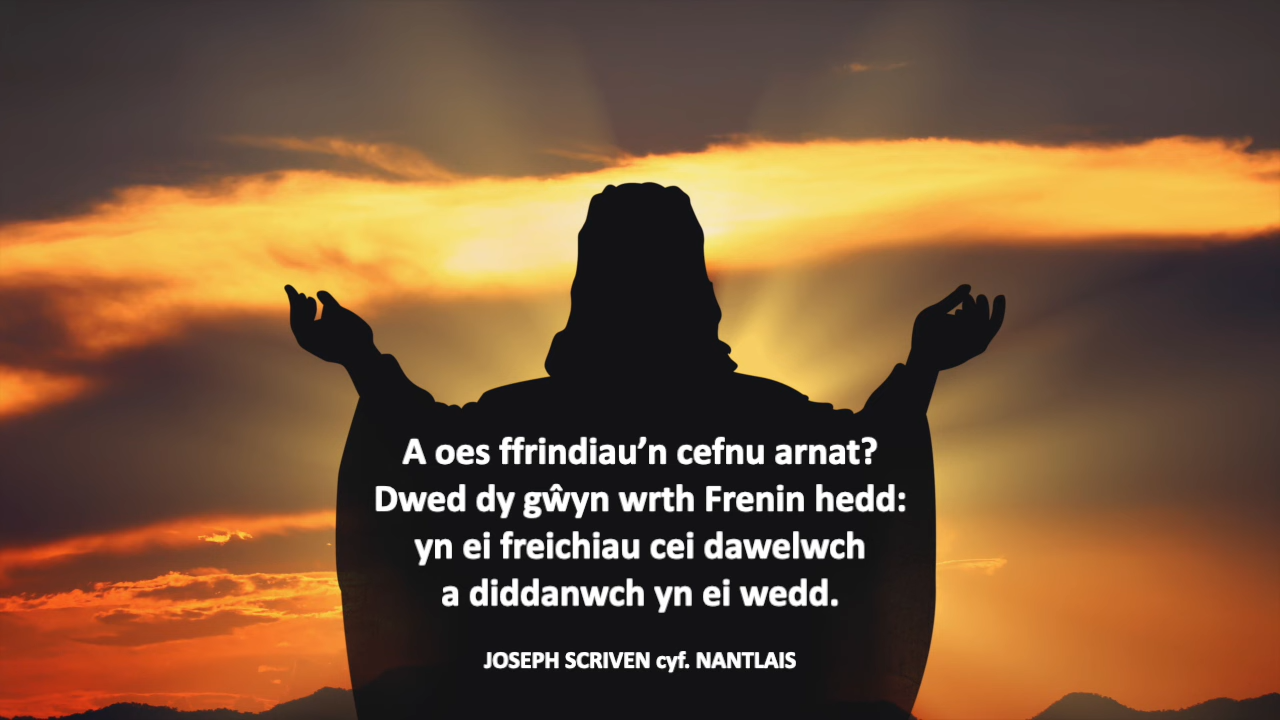 A oes ffrindiau’n cefnu arnat?
Dwed dy gŵyn wrth Frenin hedd:
yn ei freichiau cei dawelwch
a diddanwch yn ei wedd.
JOSEPH SCRIVEN cyf. NANTLAIS